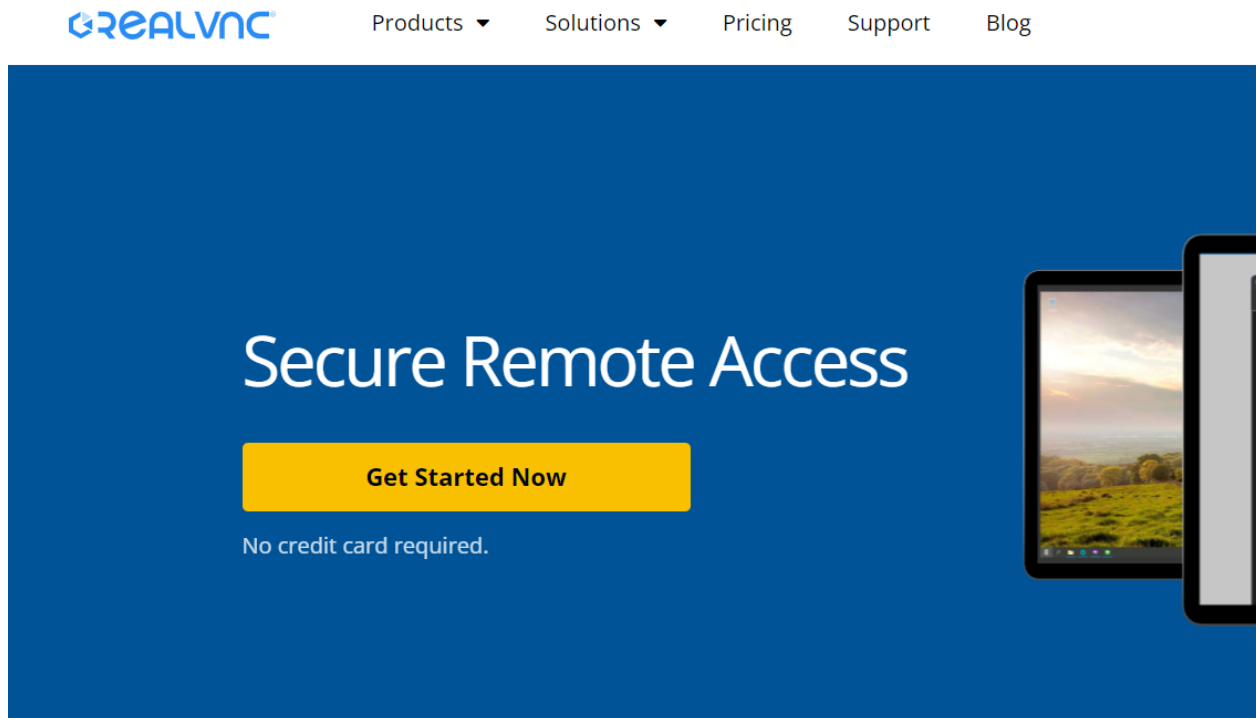 REALVNC®
Products Solutions Pricing Support Blog
Secure Remote Access
Get Started Now
No credit card required.